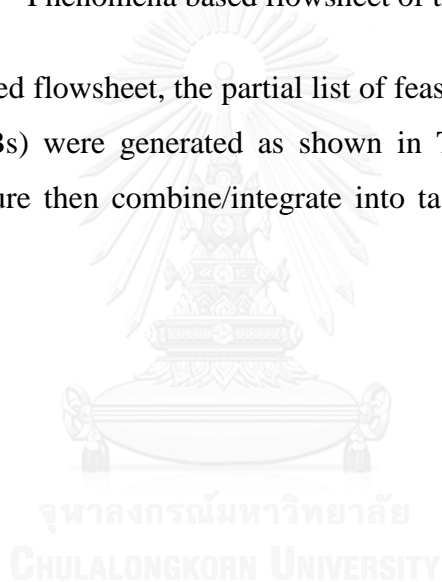 Phenomena based flowsheet of t
ed flowsheet, the partial list of feas
Bs) were generated as shown in T
ure then combine/integrate into ta
จุฬาลงกรณ์มหาวิทยาลัย
CHULALONGKORN UNIVERSITY